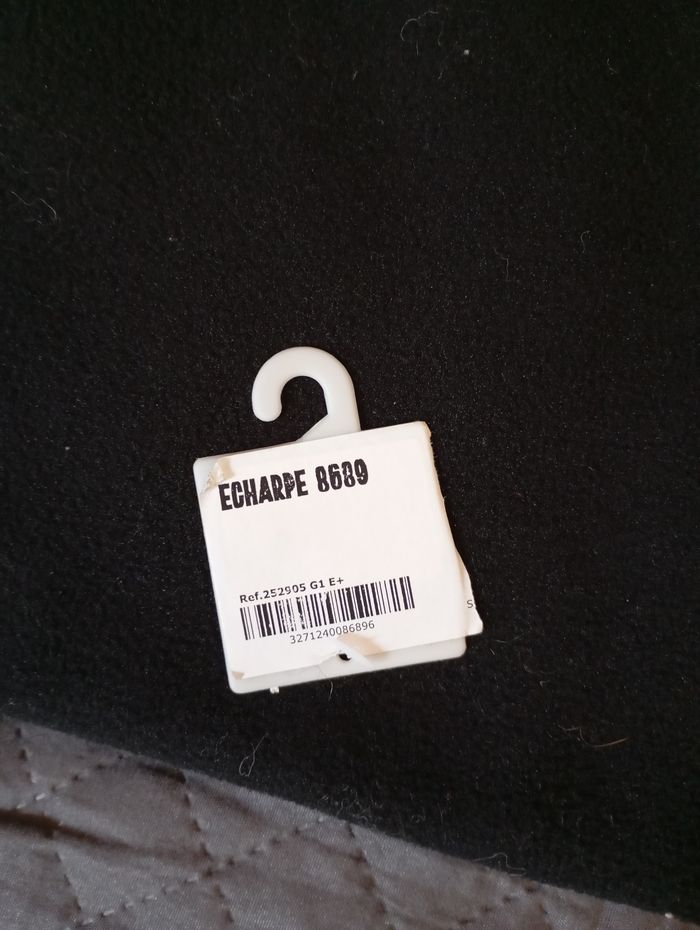 ECHARPE 8689
Ref.252905 G1 E+
3271240086896
S